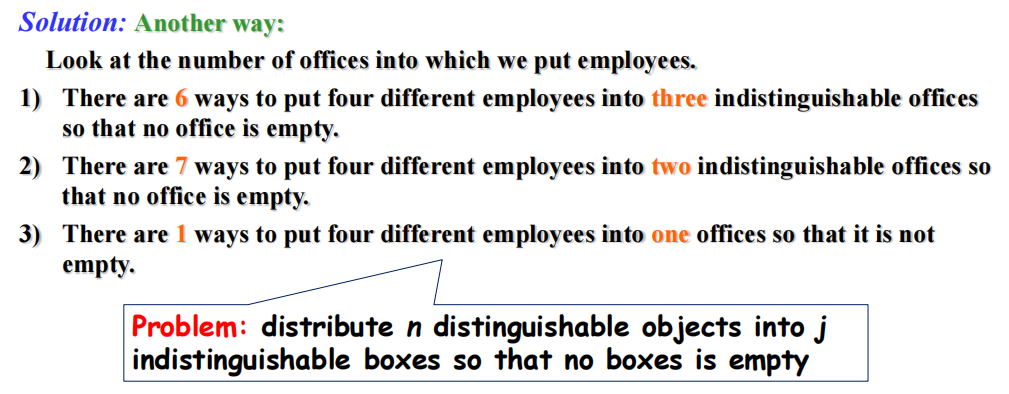 Solution: Another way:
Look at the number of offices into which we put employees.
1) There are 6 ways to put four different employees into three indistinguishable offices
so that no office is empty.
2) There are 7 ways to put four different employees into two indistinguishable offices so
that no office is empty.
3) There are 1 ways to put four different employees into one offices so that it is not
empty.
Problem: distribute n distinguishable objects into j
indistinguishable boxes so that no boxes is empty